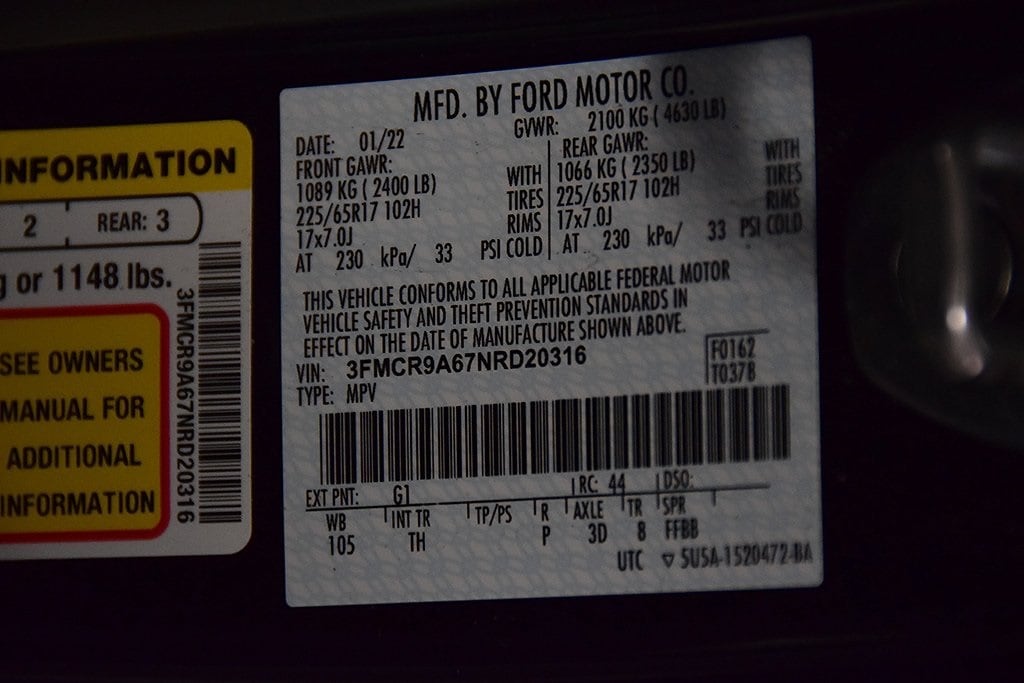 INFORMATION
2 REAR: 3
g or 1148 lbs.
SEE OWNERS
MANUAL FOR
ADDITIONAL
INFORMATION
3FMCR9A67NRD20316
MFD. BY FORD MOTOR CO.
DATE: 01/22 GVWR: 2100 KG ( 4630 LB)
FRONT GAWR: REAR GAWR:
1089 KG ( 2400 LB) WITH 1066 KG ( 2350 LB) WITH
225/65R17 102H TIRES 225/65R17 102H TIRES
17x7.0J RIMS 17x7.0J RIMS
AT 230 kPa/ 33 PSI COLD AT 230 kPa/ 33 PSI COLD
THIS VEHICLE CONFORMS TO ALL APPLICABLE FEDERAL MOTOR
VEHICLE SAFETY AND THEFT PREVENTION STANDARDS IN
EFFECT ON THE DATE OF MANUFACTURE SHOWN ABOVE.
VIN: 3FMCR9A67NRD20316 F0162
TYPE: MPV T0378
EXT PNT: G1 RC: 44 DSO:
WB INT TR TP/PS R AXLE TR SPR
105 TH P 3D 8 FFBB
UTC ▽ 5U5A-1520472-BA